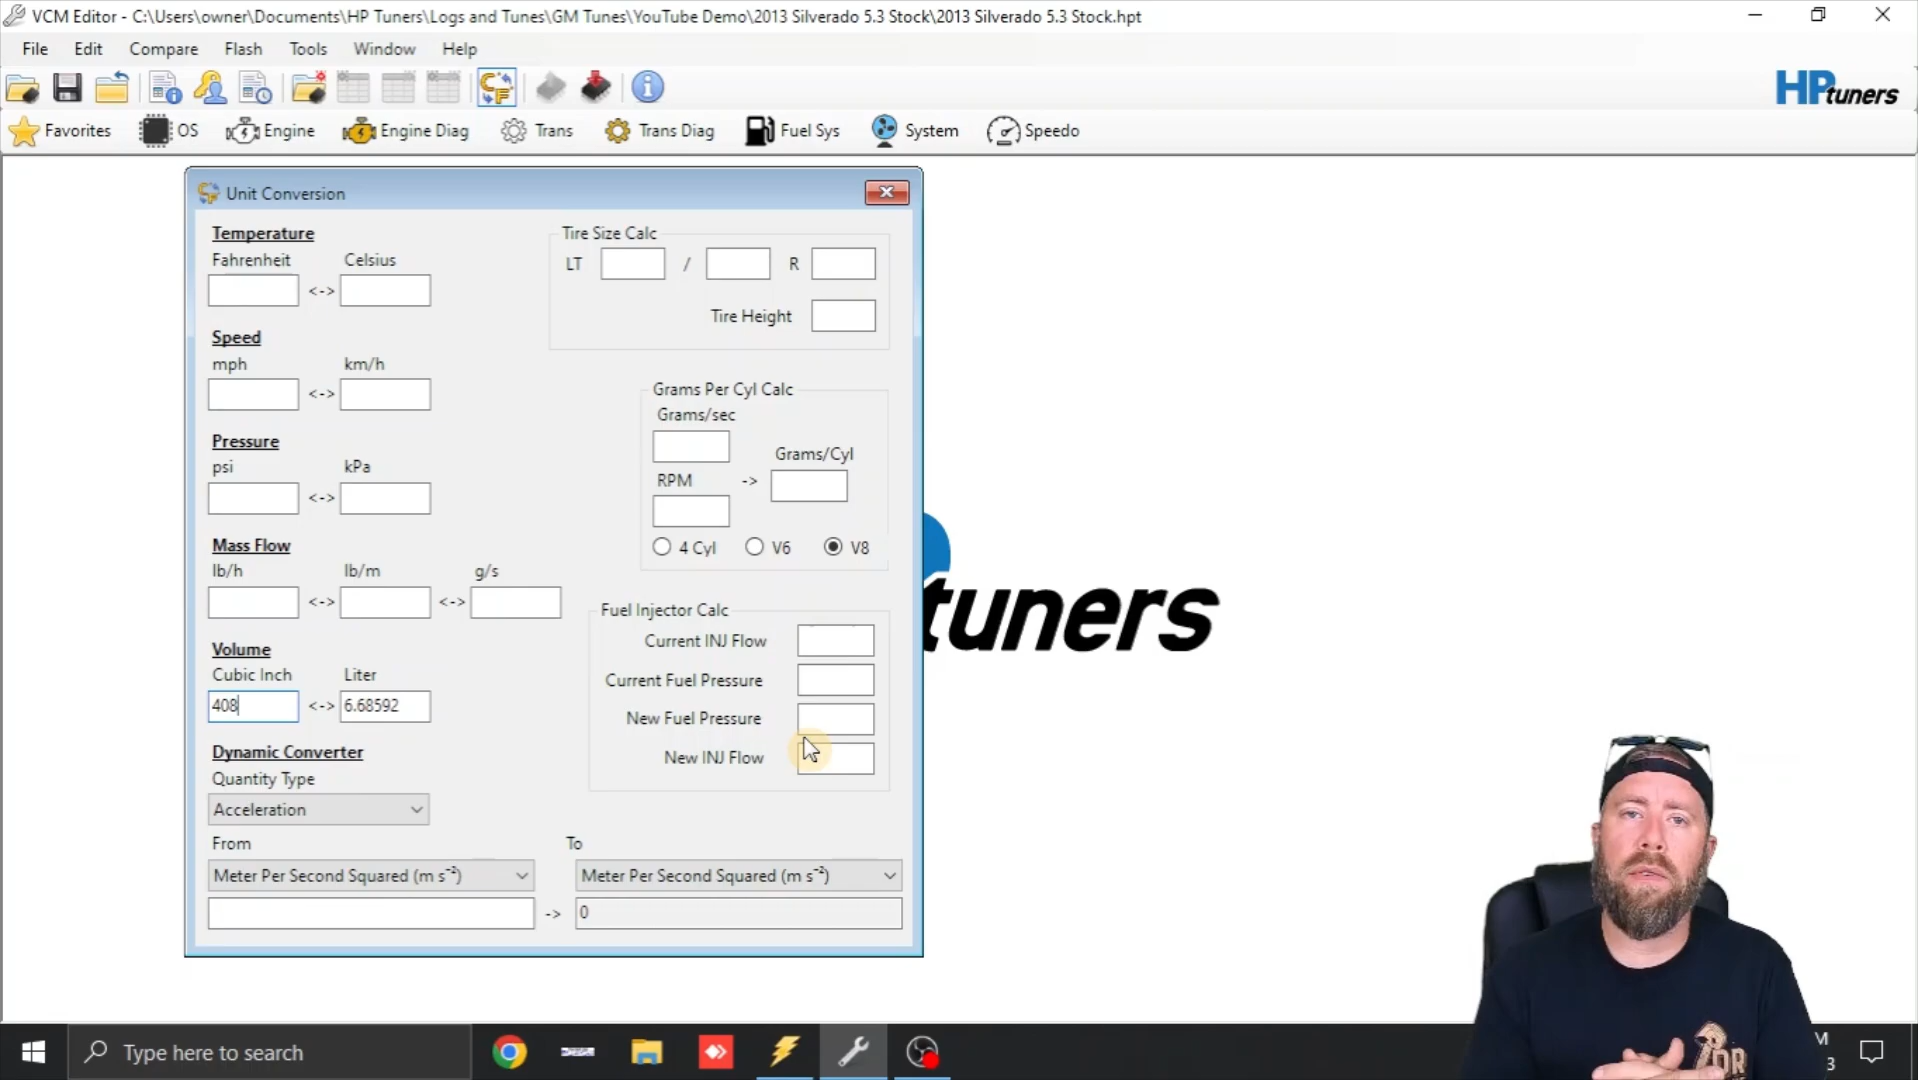 VCM Editor - C:\Users\owner\Documents\HP Tuners\Logs and Tunes\GM Tunes\YouTube Demo\2013 Silverado 5.3 Stock\2013 Silverado 5.3 Stock.hpt
File Edit Compare Flash Tools Window Help
HPtuners
Favorites OS Engine Engine Diag Trans Trans Diag Fuel Sys System Speedo
Unit Conversion
Temperature
Fahrenheit Celsius
<->
Speed
mph km/h
<->
Pressure
psi kPa
<->
Mass Flow
lb/h lb/m g/s
<-> <->
Volume
Cubic Inch Liter
408 <-> 6.68592
Dynamic Converter
Quantity Type
Acceleration
From To
Meter Per Second Squared (m s⁻²) Meter Per Second Squared (m s⁻²)
-> 0
Tire Size Calc
LT / R
Tire Height
Grams Per Cyl Calc
Grams/sec
Grams/Cyl
RPM ->
4 Cyl V6 V8
Fuel Injector Calc
Current INJ Flow
Current Fuel Pressure
New Fuel Pressure
New INJ Flow
tuners
Type here to search
M
3